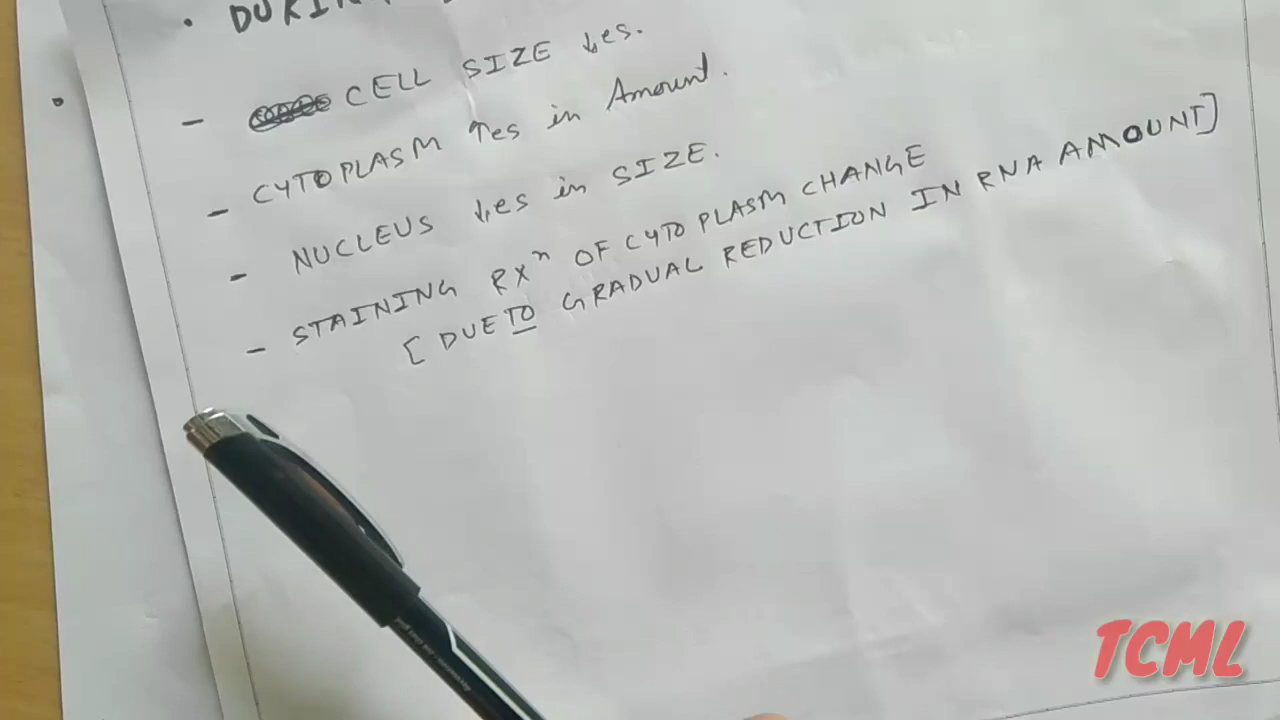 • DURIN
- CELL SIZE ↓es.
- CYTOPLASM ↑es in Amount.
- NUCLEUS ↓es in SIZE.
- STAINING RXⁿ OF CYTOPLASM CHANGE
[DUE TO GRADUAL REDUCTION IN RNA AMOUNT]
TCML